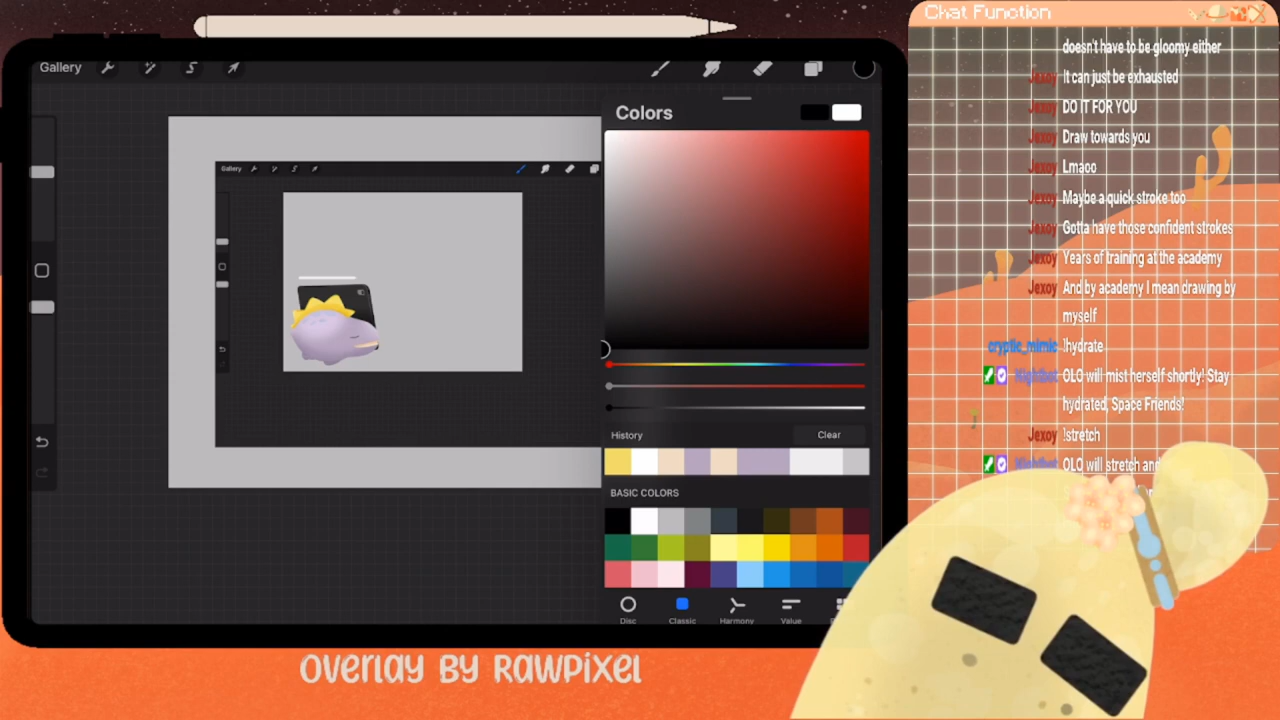 Chat Function
doesn't have to be gloomy either
Jexoy It can just be exhausted
Jexoy DO IT FOR YOU
Jexoy Draw towards you
Jexoy Lmaoo
Jexoy Maybe a quick stroke too
Jexoy Gotta have those confident strokes
Jexoy Years of training at the academy
Jexoy And by academy I mean drawing by
myself
cryptic_mimic !hydrate
Nightbot OLO will mist herself shortly! Stay
hydrated, Space Friends!
Jexoy !stretch
Nightbot OLO will stretch and
Gallery
Colors
Gallery
History
Clear
BASIC COLORS
Disc
Classic
Harmony
Value
OVERLAY BY RAWPIXEL